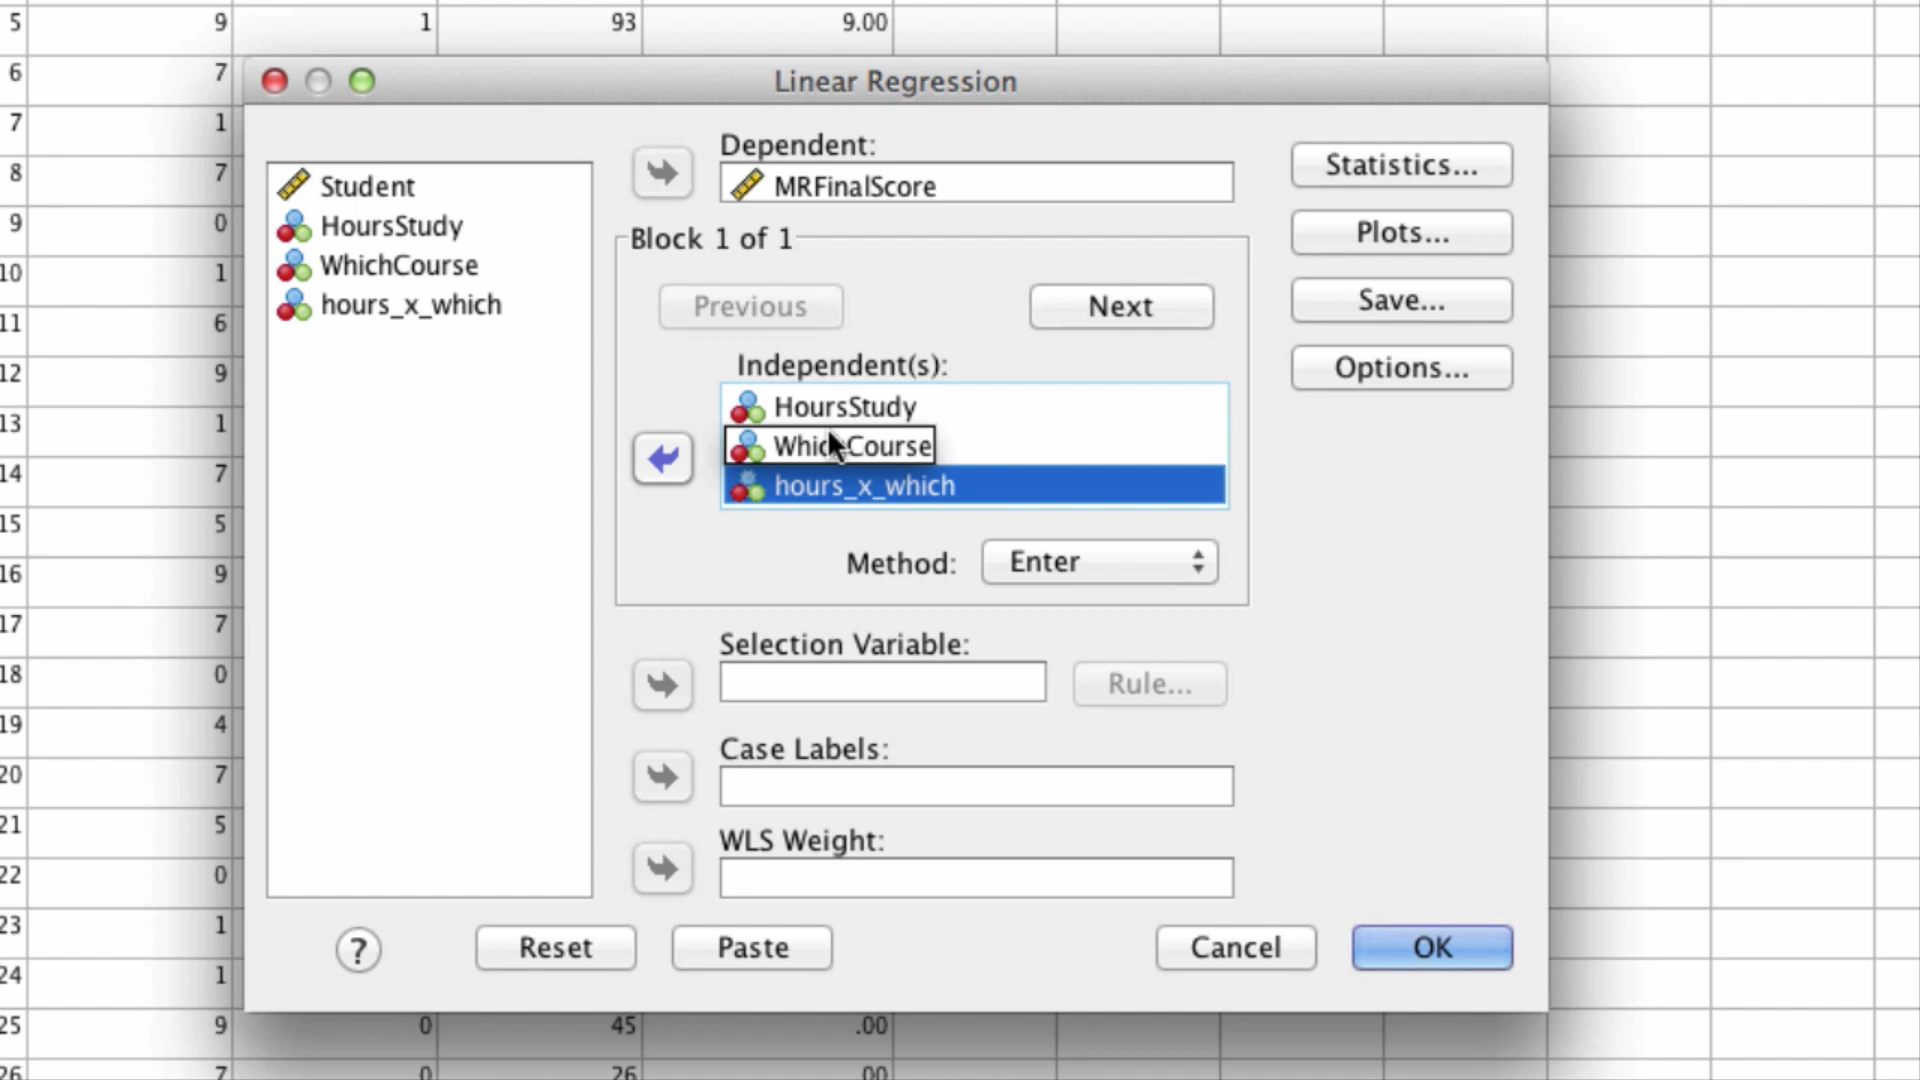 5 9 1 93 9.00
6 7
Linear Regression
7 1
8 7
9 0
10 1
11 6
12 9
13 1
14 7
15 5
16 9
17 7
18 0
19 4
20 7
21 5
22 0
23 1
24 1
Student
HoursStudy
WhichCourse
hours_x_which
Dependent:
MRFinalScore
Block 1 of 1
Previous Next
Independent(s):
HoursStudy
WhichCourse
hours_x_which
Method: Enter
Selection Variable:
Rule...
Case Labels:
WLS Weight:
Statistics...
Plots...
Save...
Options...
? Reset Paste Cancel OK
25 9 0 45 .00
26 7 0 26 .00